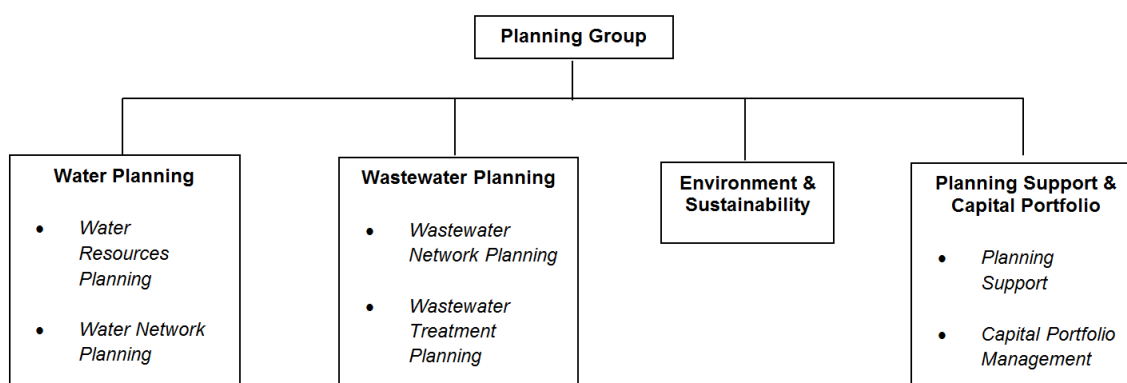 Planning Group
Water Planning
• Water
Resources
Planning
• Water Network
Planning
Wastewater Planning
• Wastewater
Network Planning
• Wastewater
Treatment
Planning
Environment &
Sustainability
Planning Support &
Capital Portfolio
• Planning
Support
• Capital Portfolio
Management